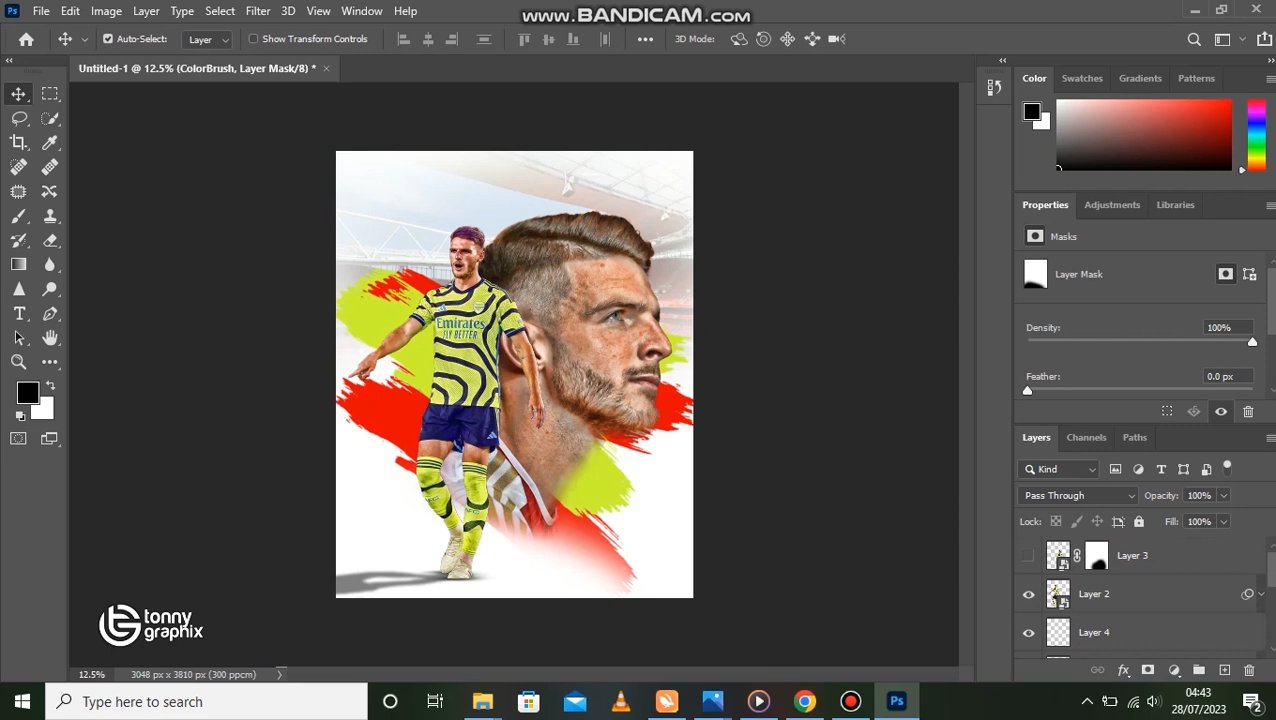 www.BANDICAM.com
Ps File Edit Image Layer Type Select Filter 3D View Window Help
Auto-Select: Layer Show Transform Controls 3D Mode:
Untitled-1 @ 12.5% (ColorBrush, Layer Mask/8) *
Color Swatches Gradients Patterns
Properties Adjustments Libraries
Masks
Layer Mask
Density: 100%
Feather: 0.0 px
Emirates
FLY BETTER
Layers Channels Paths
Kind
Pass Through Opacity: 100%
Lock: Fill: 100%
Layer 3
Layer 2
Layer 4
tonny
graphix
12.5% 3048 px x 3810 px (300 ppcm)
Type here to search
Ps
04:43
28/07/2023
2